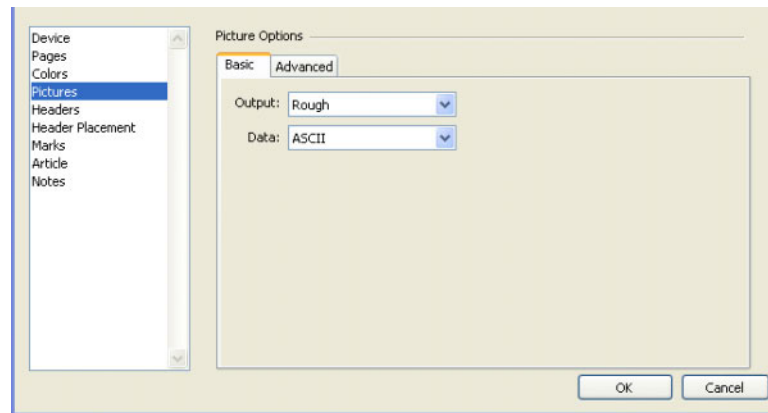 Device
Pages
Colors
Pictures
Headers
Header Placement
Marks
Article
Notes
Picture Options
Basic Advanced
Output: Rough
Data: ASCII
OK Cancel